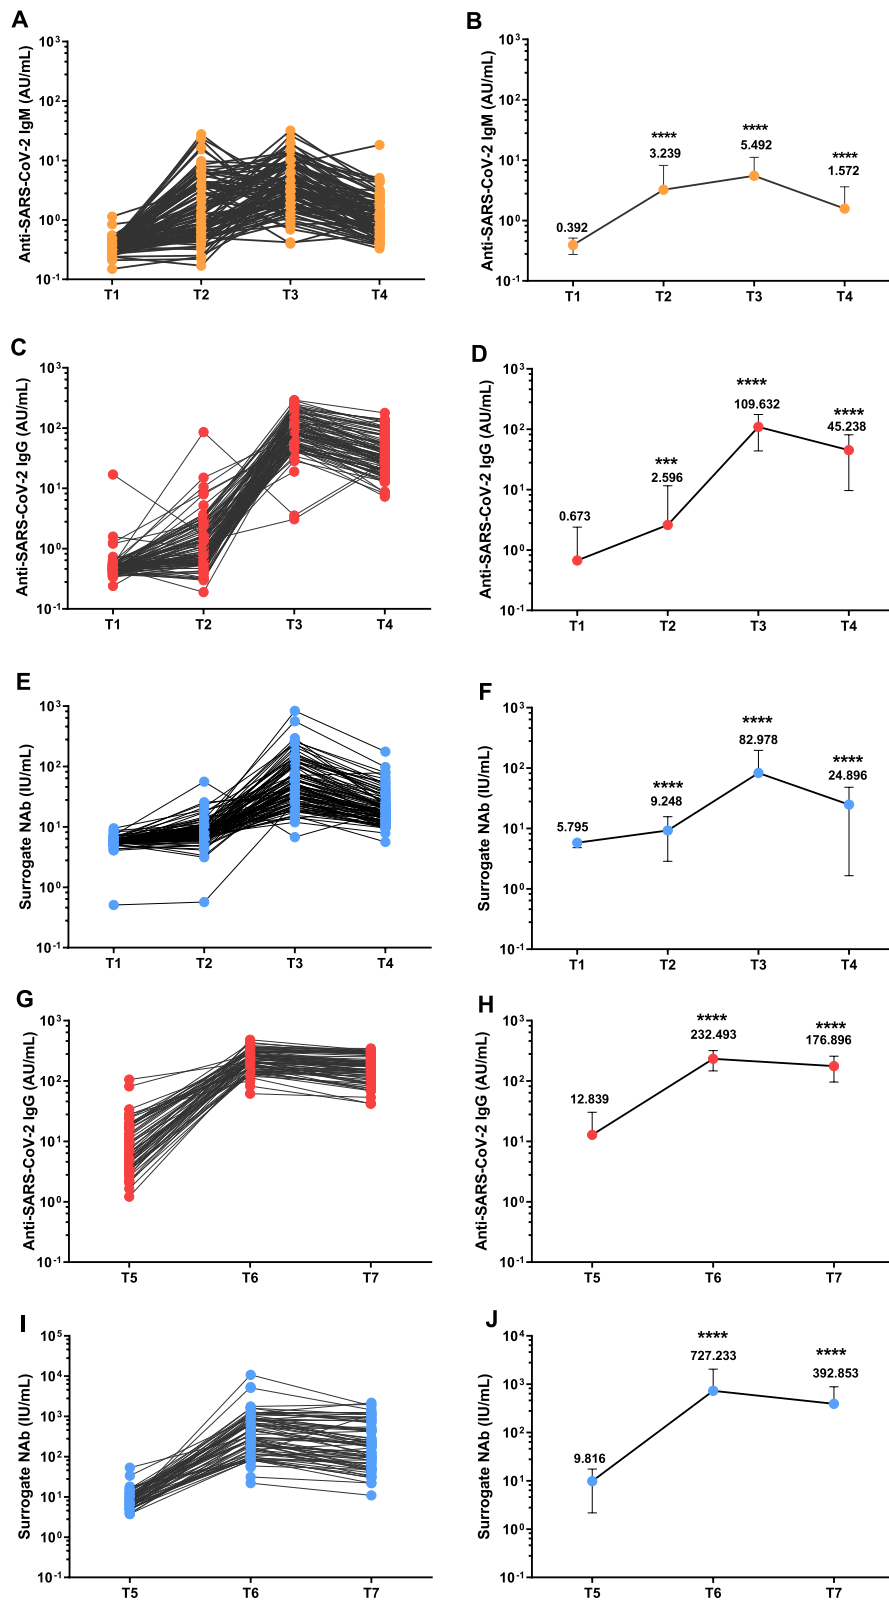 A
Anti-SARS-CoV-2 IgM (AU/mL)
10³
10²
10¹
10⁰
10⁻¹
T1 T2 T3 T4
B
Anti-SARS-CoV-2 IgM (AU/mL)
10³
10²
10¹
10⁰
10⁻¹
**** **** ****
0.392 3.239 5.492 1.572
T1 T2 T3 T4
C
Anti-SARS-CoV-2 IgG (AU/mL)
10³
10²
10¹
10⁰
10⁻¹
T1 T2 T3 T4
D
Anti-SARS-CoV-2 IgG (AU/mL)
10³
10²
10¹
10⁰
10⁻¹
*** **** ****
0.673 2.596 109.632 45.238
T1 T2 T3 T4
E
Surrogate NAb (IU/mL)
10³
10²
10¹
10⁰
10⁻¹
T1 T2 T3 T4
F
Surrogate NAb (IU/mL)
10³
10²
10¹
10⁰
10⁻¹
**** **** ****
5.795 9.248 82.978 24.896
T1 T2 T3 T4
G
Anti-SARS-CoV-2 IgG (AU/mL)
10³
10²
10¹
10⁰
10⁻¹
T5 T6 T7
H
Anti-SARS-CoV-2 IgG (AU/mL)
10³
10²
10¹
10⁰
10⁻¹
**** ****
12.839 232.493 176.896
T5 T6 T7
I
Surrogate NAb (IU/mL)
10⁵
10⁴
10³
10²
10¹
10⁰
10⁻¹
T5 T6 T7
J
Surrogate NAb (IU/mL)
10⁴
10³
10²
10¹
10⁰
10⁻¹
**** ****
9.816 727.233 392.853
T5 T6 T7